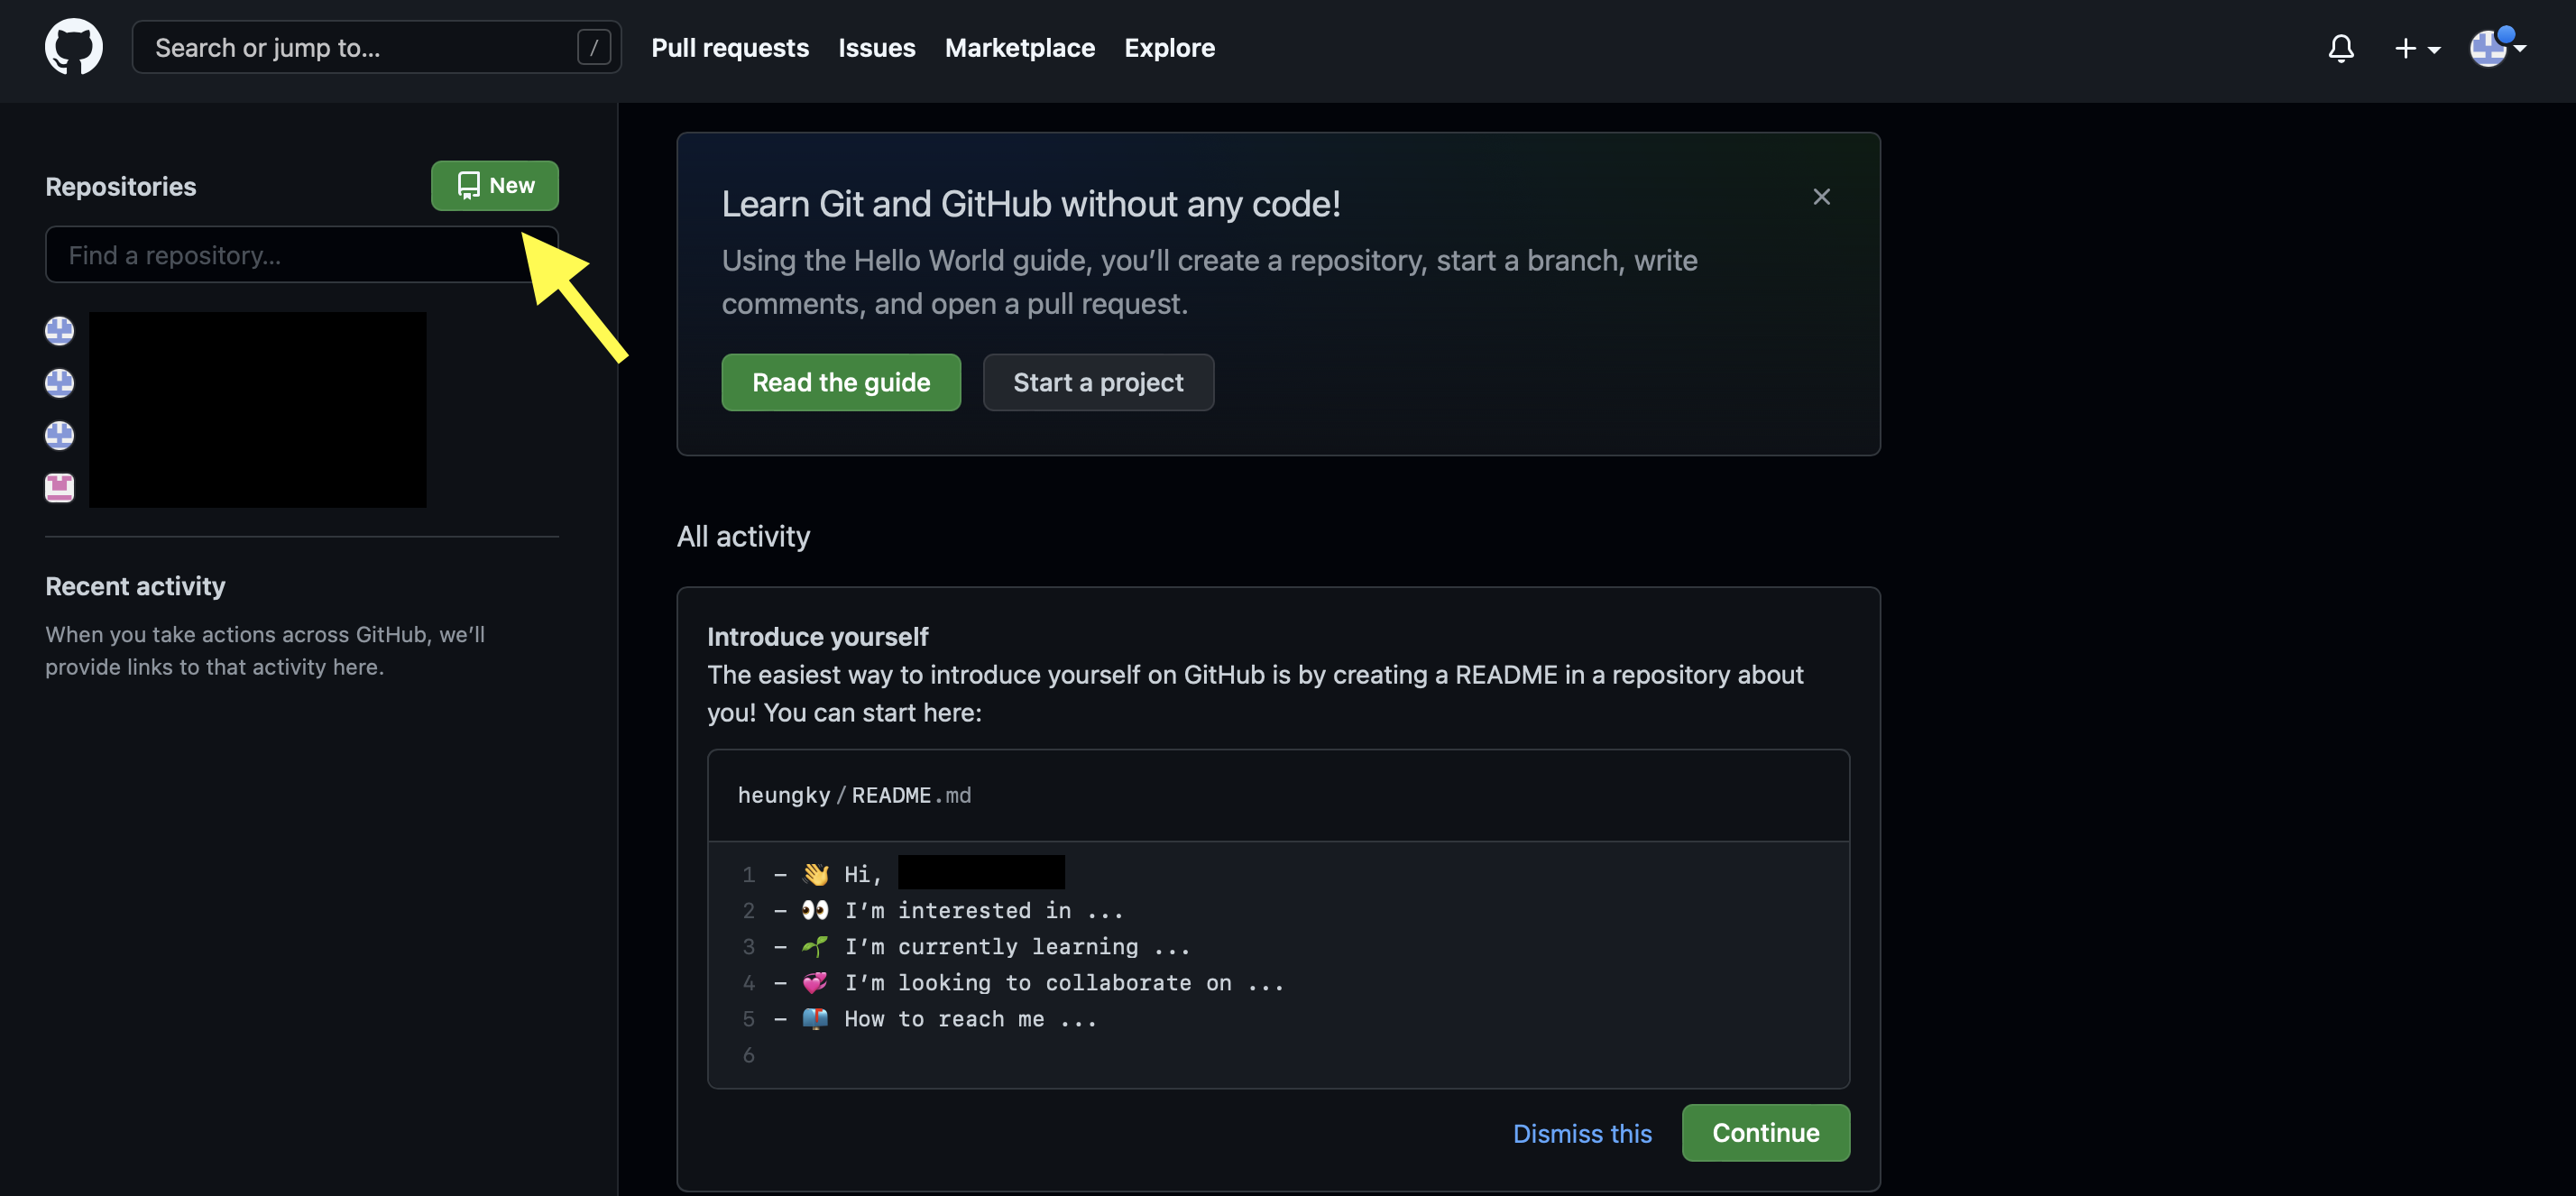 Search or jump to...
/
Pull requests
Issues
Marketplace
Explore
Repositories
New
Find a repository...
Recent activity
When you take actions across GitHub, we’ll
provide links to that activity here.
Learn Git and GitHub without any code!
Using the Hello World guide, you’ll create a repository, start a branch, write
comments, and open a pull request.
Read the guide
Start a project
All activity
Introduce yourself
The easiest way to introduce yourself on GitHub is by creating a README in a repository about
you! You can start here:
heungky/README.md
1 - 👋 Hi,
2 - 👀 I’m interested in ...
3 - 🌱 I’m currently learning ...
4 - 💞️ I’m looking to collaborate on ...
5 - 📫 How to reach me ...
6
Dismiss this
Continue